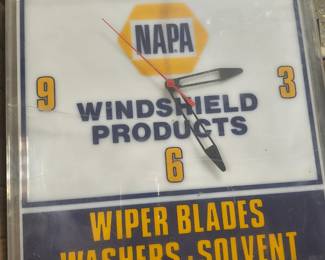 NAPA
9 3
WINDSHIELD
PRODUCTS
6
WIPER BLADES
WASHERS • SOLVENT